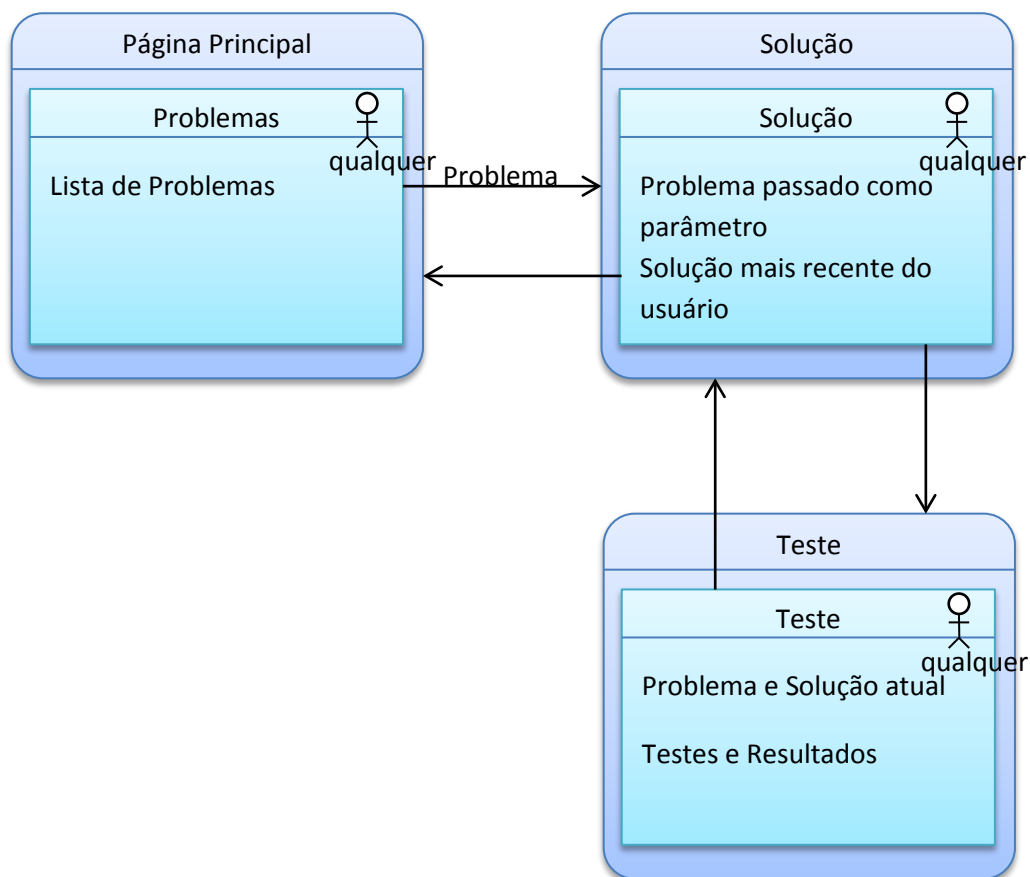 Página Principal
Problemas
qualquer
Lista de Problemas
Problema
Solução
Solução
qualquer
Problema passado como
parâmetro
Solução mais recente do
usuário
Teste
Teste
qualquer
Problema e Solução atual
Testes e Resultados